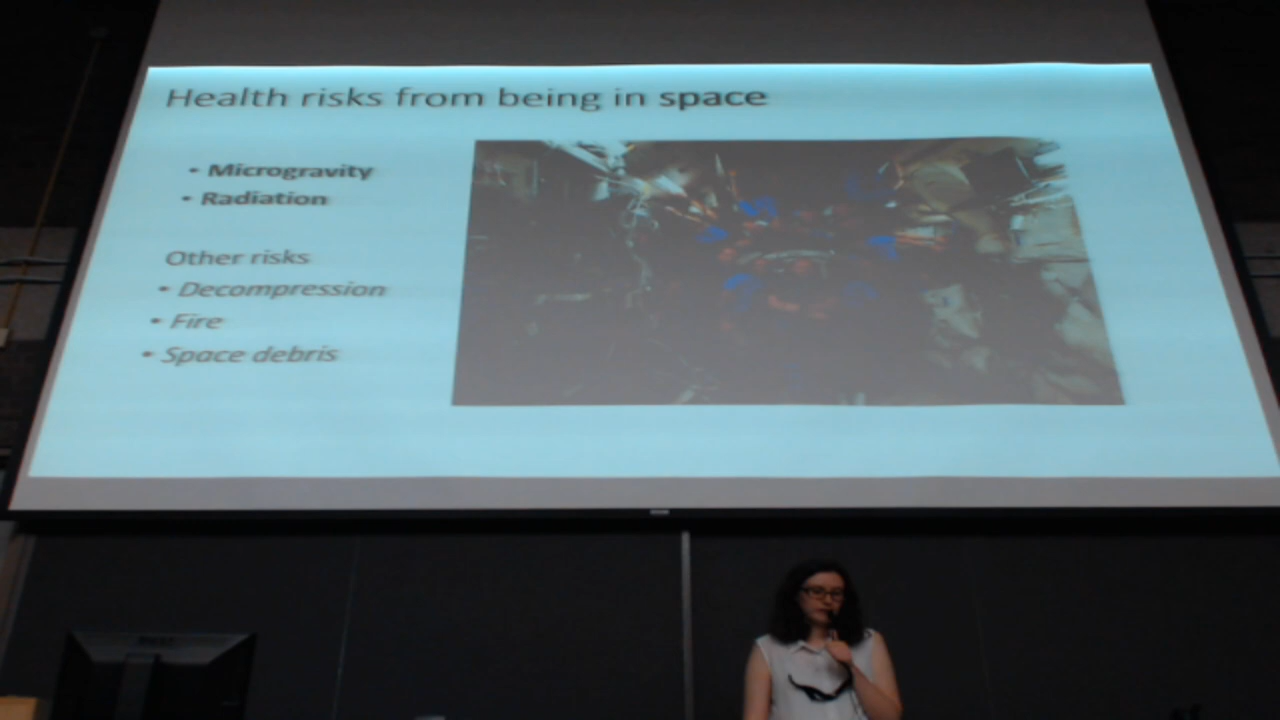 Health risks from being in space
• Microgravity
• Radiation
Other risks
• Decompression
• Fire
• Space debris